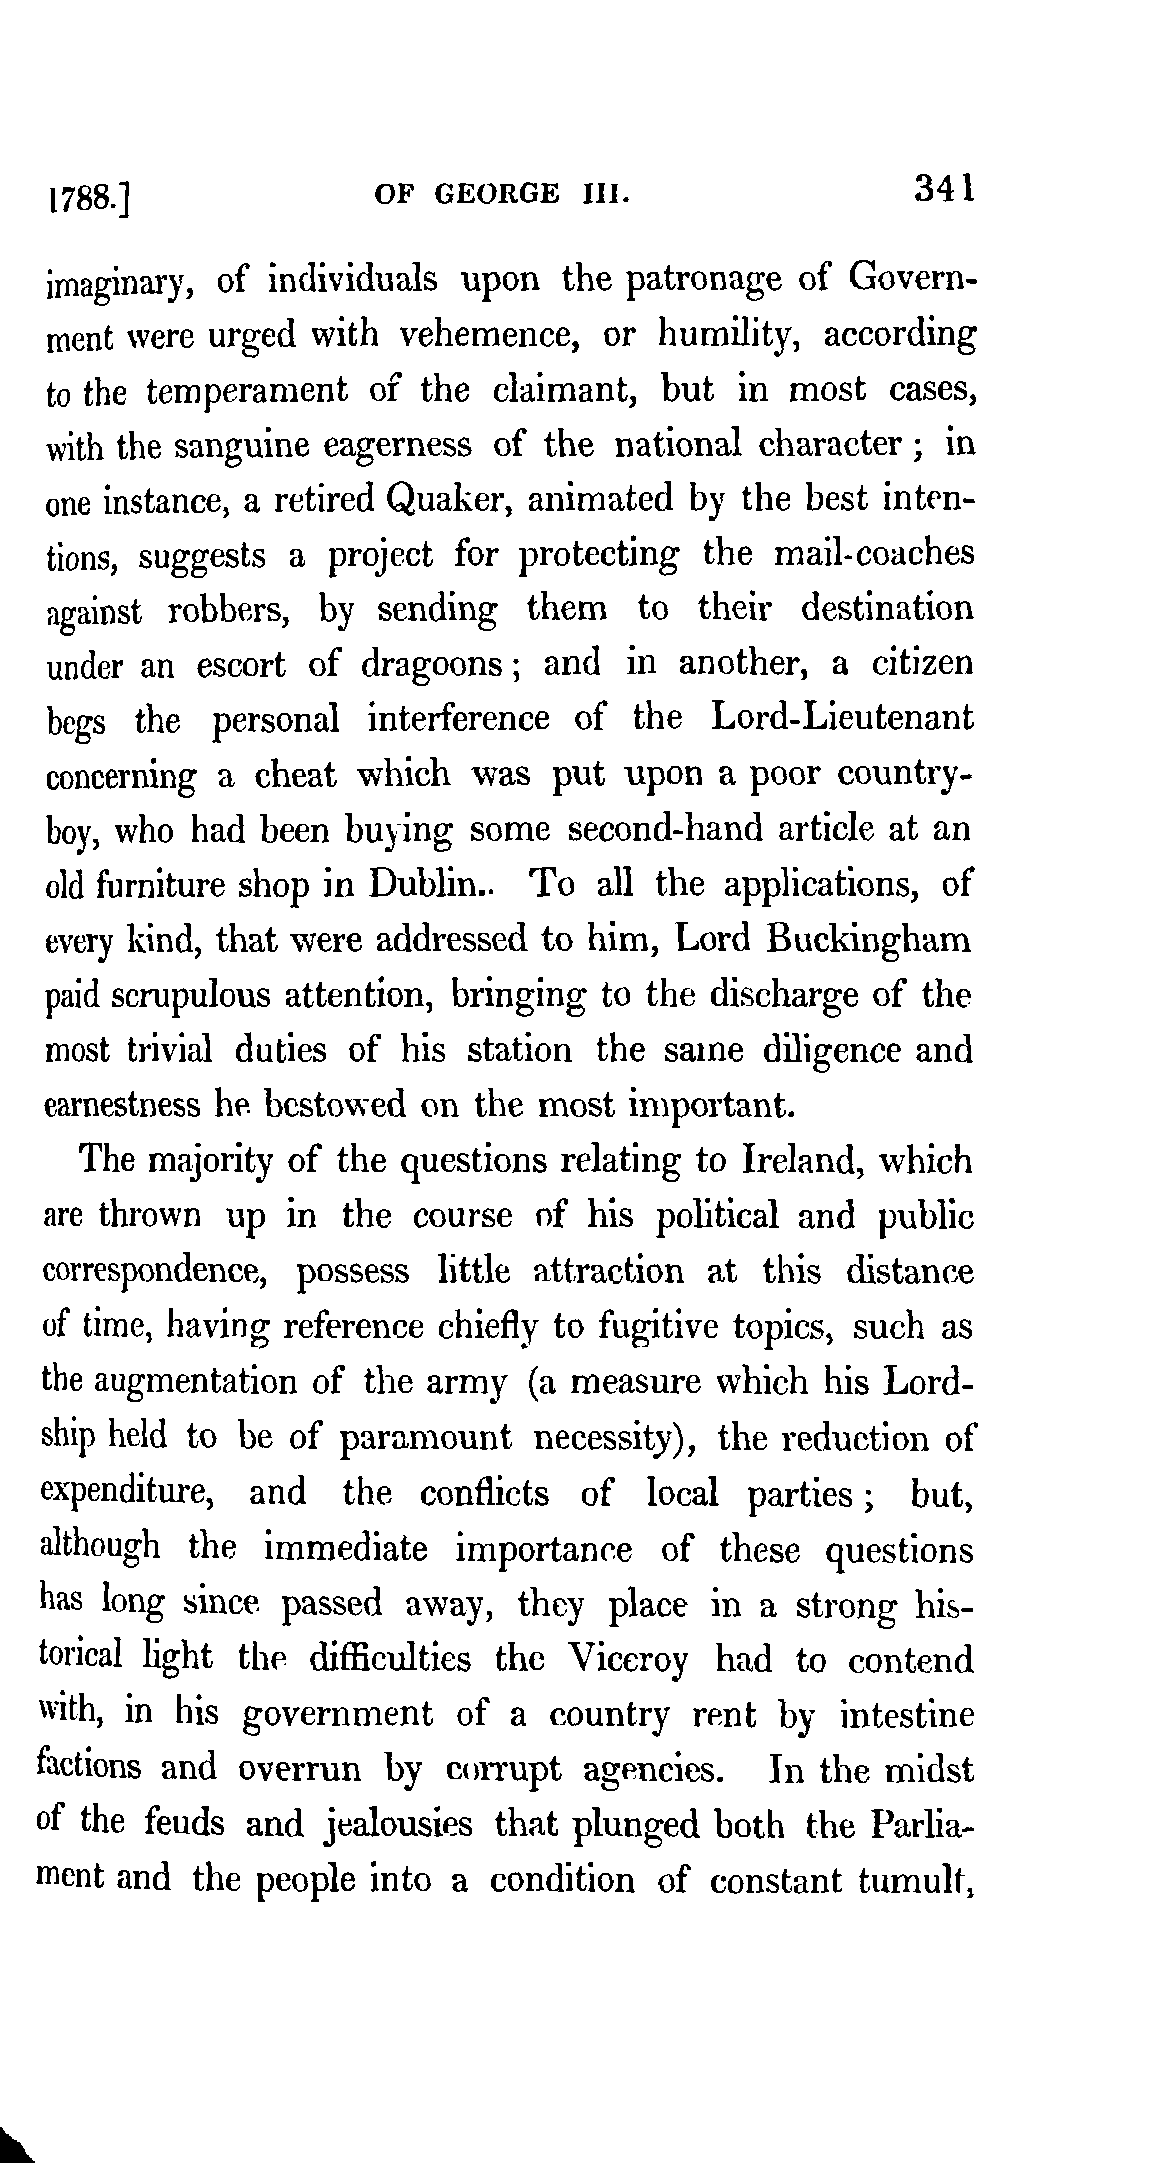 1788.] OF GEORGE III. 341
imaginary, of individuals upon the patronage of Govern-
ment were urged with vehemence, or humility, according
to the temperament of the claimant, but in most cases,
with the sanguine eagerness of the national character ; in
one instance, a retired Quaker, animated by the best inten-
tions, suggests a project for protecting the mail-coaches
against robbers, by sending them to their destination
under an escort of dragoons ; and in another, a citizen
begs the personal interference of the Lord-Lieutenant
concerning a cheat which was put upon a poor country-
boy, who had been buying some second-hand article at an
old furniture shop in Dublin.. To all the applications, of
every kind, that were addressed to him, Lord Buckingham
paid scrupulous attention, bringing to the discharge of the
most trivial duties of his station the same diligence and
earnestness he bestowed on the most important.
The majority of the questions relating to Ireland, which
are thrown up in the course of his political and public
correspondence, possess little attraction at this distance
of time, having reference chiefly to fugitive topics, such as
the augmentation of the army (a measure which his Lord-
ship held to be of paramount necessity), the reduction of
expenditure, and the conflicts of local parties ; but,
although the immediate importance of these questions
has long since passed away, they place in a strong his-
torical light the difficulties the Viceroy had to contend
with, in his government of a country rent by intestine
factions and overrun by corrupt agencies. In the midst
of the feuds and jealousies that plunged both the Parlia-
ment and the people into a condition of constant tumult,